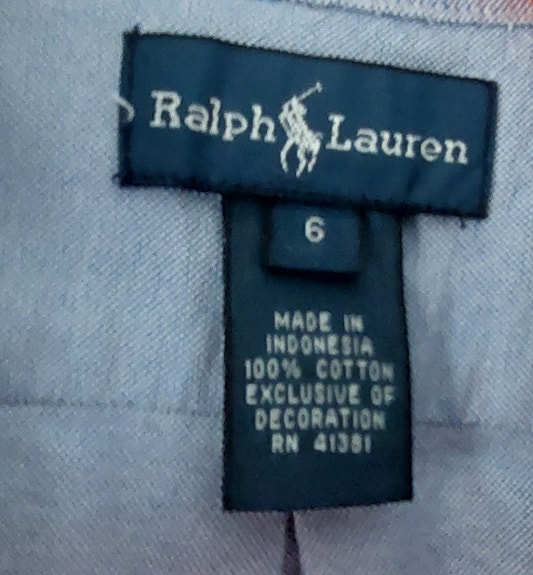 Ralph Lauren
6
MADE IN
INDONESIA
100% COTTON
EXCLUSIVE OF
DECORATION
RN 41381